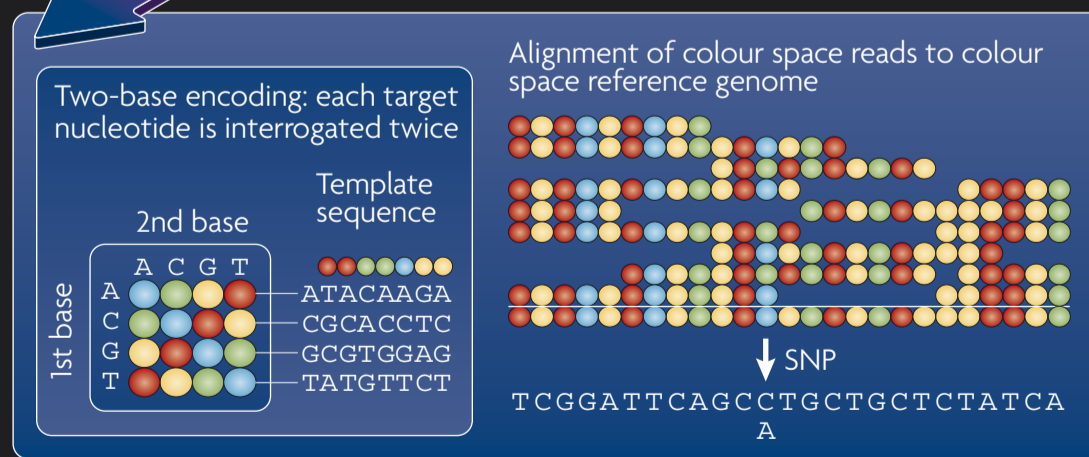 Two-base encoding: each target
nucleotide is interrogated twice
Template
sequence
2nd base
A C G T
1st base
A
C
G
T
ATACAAGA
CGCACCTC
GCGTGGAG
TATGTTCT
Alignment of colour space reads to colour
space reference genome
SNP
TCGGATTCAGCCTGCTGCTCTATCA
A